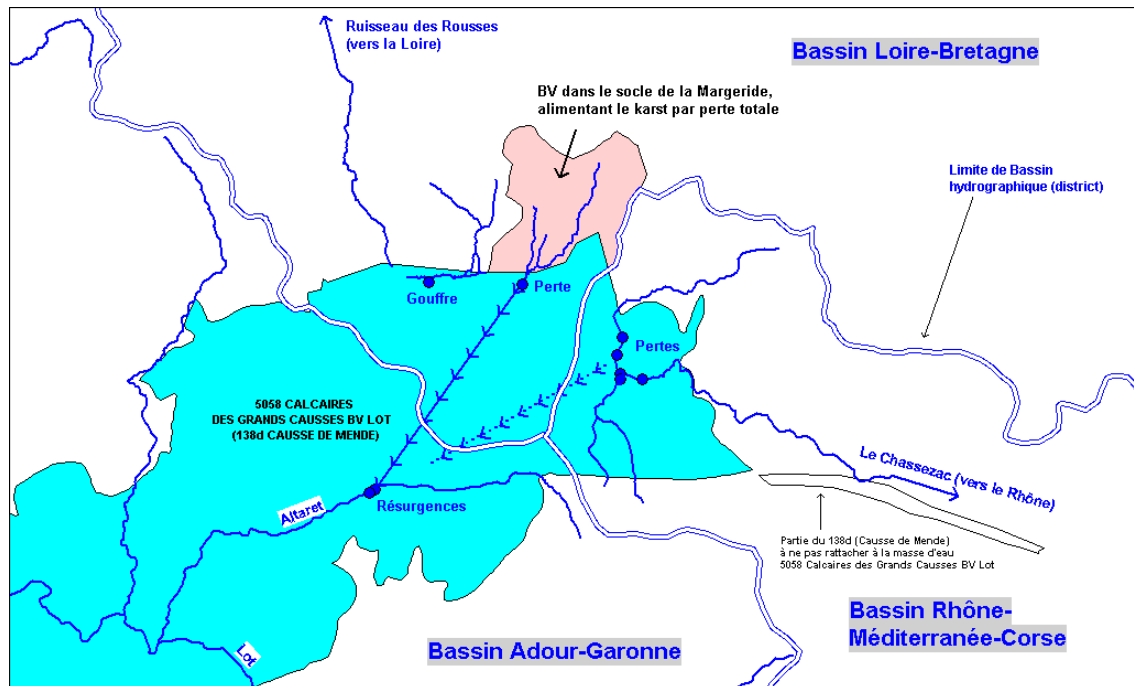 Ruisseau des Rousses
(vers la Loire)
Bassin Loire-Bretagne
BV dans le socle de la Margeride,
alimentant le karst par perte totale
Limite de Bassin
hydrographique (district)
Gouffre
Perte
Pertes
5058 CALCAIRES
DES GRANDS CAUSSES BV LOT
(138d CAUSSE DE MENDE)
Le Chassezac (vers le Rhône)
Altaret
Résurgences
Partie du 138d (Causse de Mende)
à ne pas rattacher à la masse d'eau
5058 Calcaires des Grands Causses BV Lot
Bassin Rhône-
Méditerranée-Corse
Bassin Adour-Garonne
Lot